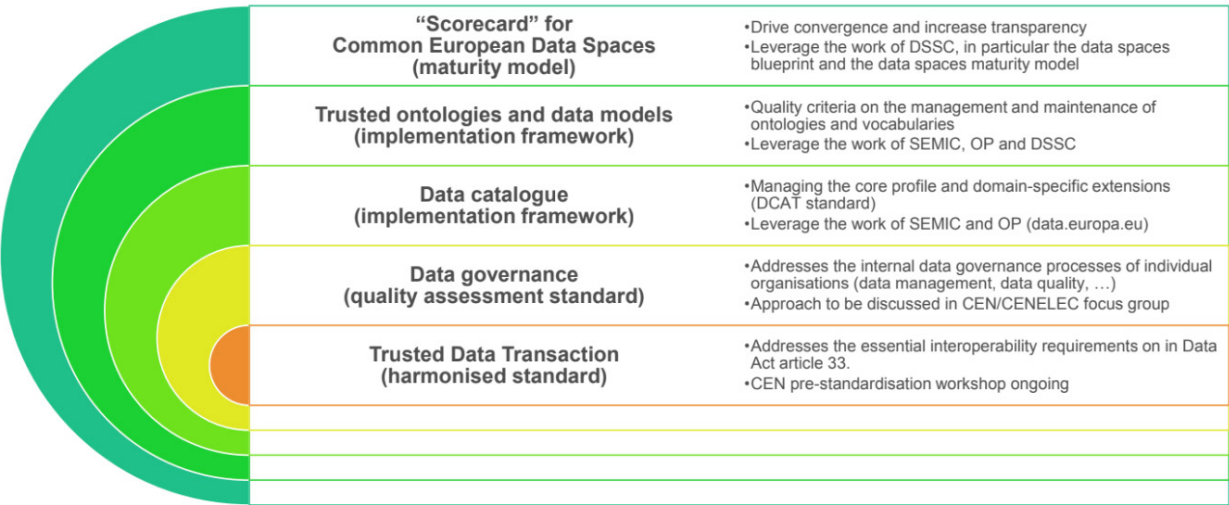 “Scorecard” for
Common European Data Spaces
(maturity model)
•Drive convergence and increase transparency
•Leverage the work of DSSC, in particular the data spaces
blueprint and the data spaces maturity model
Trusted ontologies and data models
(implementation framework)
•Quality criteria on the management and maintenance of
ontologies and vocabularies
•Leverage the work of SEMIC, OP and DSSC
Data catalogue
(implementation framework)
•Managing the core profile and domain-specific extensions
(DCAT standard)
•Leverage the work of SEMIC and OP (data.europa.eu)
Data governance
(quality assessment standard)
•Addresses the internal data governance processes of individual
organisations (data management, data quality, …)
•Approach to be discussed in CEN/CENELEC focus group
Trusted Data Transaction
(harmonised standard)
•Addresses the essential interoperability requirements on in Data
Act article 33.
•CEN pre-standardisation workshop ongoing